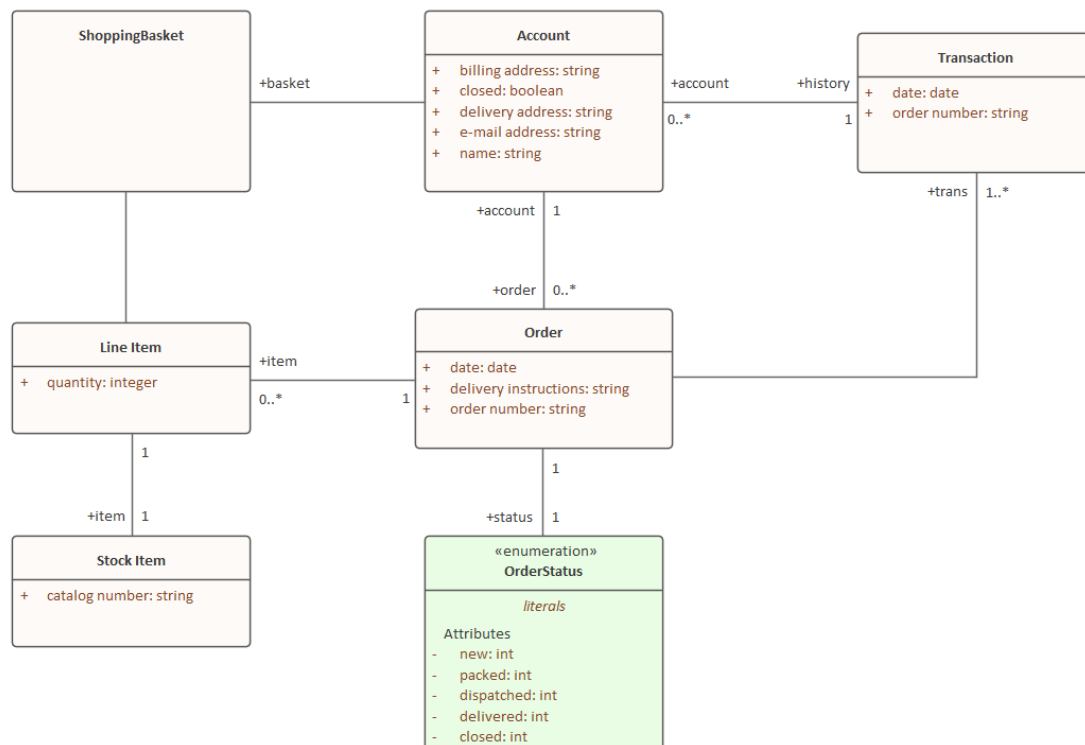 ShoppingBasket
+basket
Account
+ billing address: string
+ closed: boolean
+ delivery address: string
+ e-mail address: string
+ name: string
+account
0..*
+history
1
Transaction
+ date: date
+ order number: string
+trans
1..*
+account
1
+order
0..*
Line Item
+ quantity: integer
+item
0..*
1
Order
+ date: date
+ delivery instructions: string
+ order number: string
1
+item
1
Stock Item
+ catalog number: string
1
+status
1
«enumeration»
OrderStatus
literals
Attributes
- new: int
- packed: int
- dispatched: int
- delivered: int
- closed: int